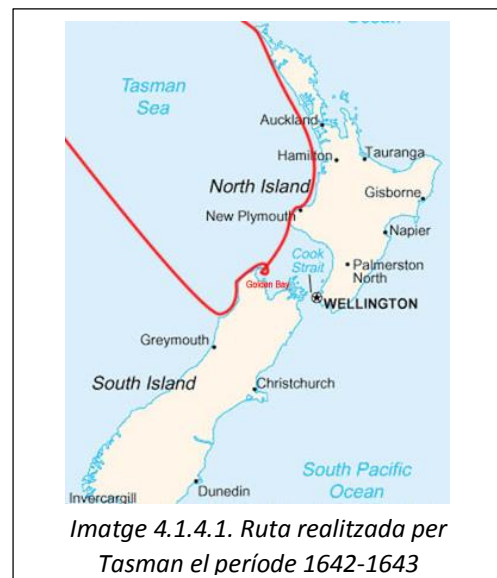 Ocean
Tasman
Sea
Auckland
Hamilton
Tauranga
North Island
Gisborne
New Plymouth
Napier
Cook
Strait
Palmerston
North
Golden Bay
WELLINGTON
Greymouth
South Island
Christchurch
South Pacific
Ocean
Dunedin
Invercargill
Imatge 4.1.4.1. Ruta realitzada per
Tasman el període 1642-1643